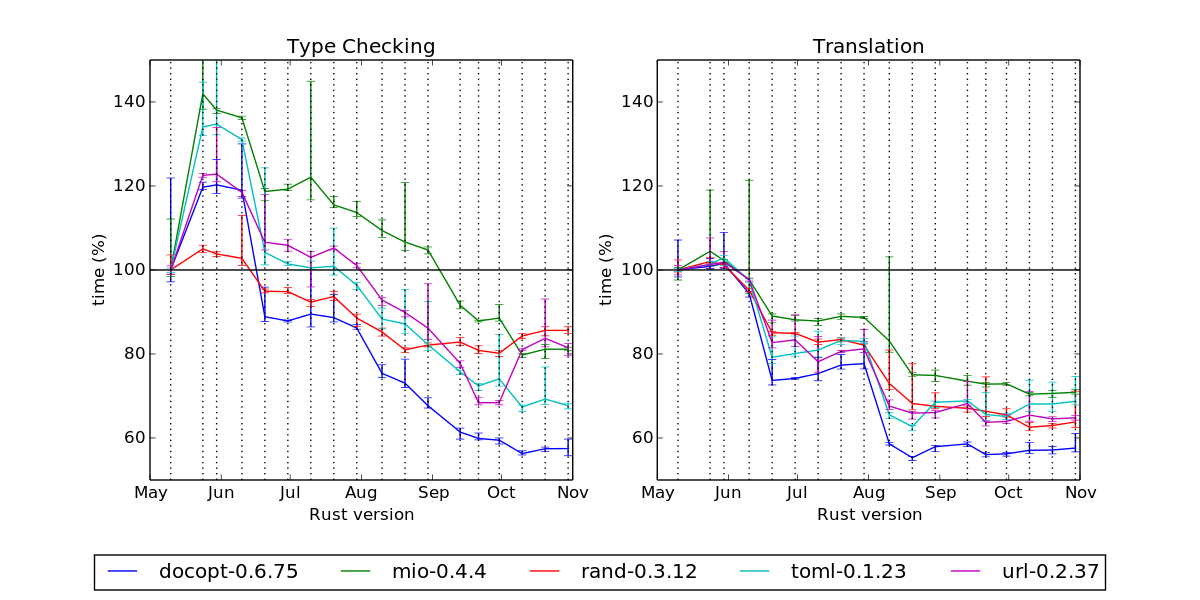 Type Checking
Translation
time (%)
140
120
100
80
60
May Jun Jul Aug Sep Oct Nov
Rust version
time (%)
140
120
100
80
60
May Jun Jul Aug Sep Oct Nov
Rust version
docopt-0.6.75 mio-0.4.4 rand-0.3.12 toml-0.1.23 url-0.2.37